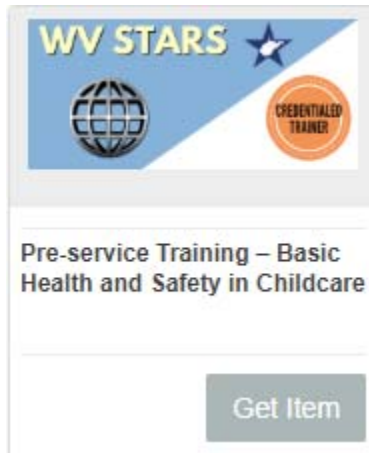 WV STARS
CREDENTIALED
TRAINER
Pre-service Training – Basic
Health and Safety in Childcare
Get Item